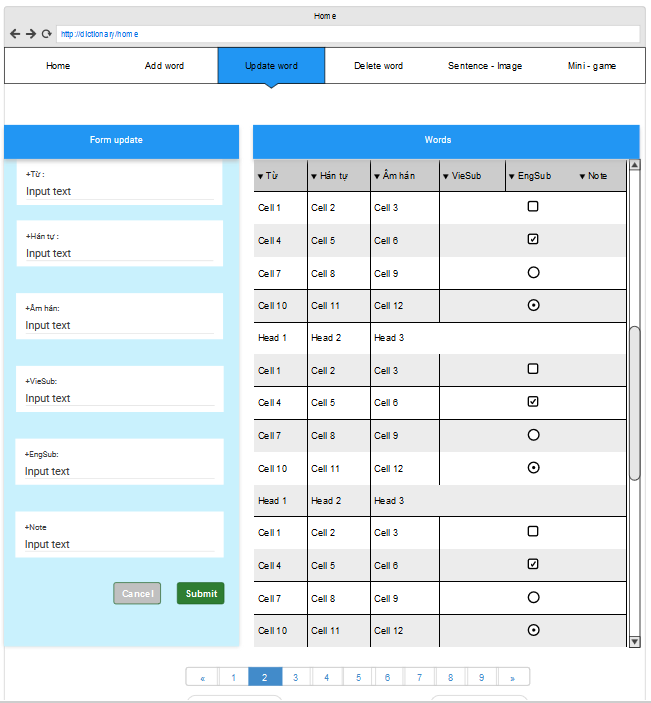 Home
http://dictionary/home
Home Add word Update word Delete word Sentence - Image Mini - game
Form update
+Từ :
Input text
+Hán tự :
Input text
+Âm hán:
Input text
+VieSub:
Input text
+EngSub:
Input text
+Note
Input text
Cancel Submit
Words
▼ Từ ▼ Hán tự ▼ Âm hán ▼ VieSub ▼ EngSub ▼ Note
Cell 1 Cell 2 Cell 3
Cell 4 Cell 5 Cell 6
Cell 7 Cell 8 Cell 9
Cell 10 Cell 11 Cell 12
Head 1 Head 2 Head 3
Cell 1 Cell 2 Cell 3
Cell 4 Cell 5 Cell 6
Cell 7 Cell 8 Cell 9
Cell 10 Cell 11 Cell 12
Head 1 Head 2 Head 3
Cell 1 Cell 2 Cell 3
Cell 4 Cell 5 Cell 6
Cell 7 Cell 8 Cell 9
Cell 10 Cell 11 Cell 12
« 1 2 3 4 5 6 7 8 9 »